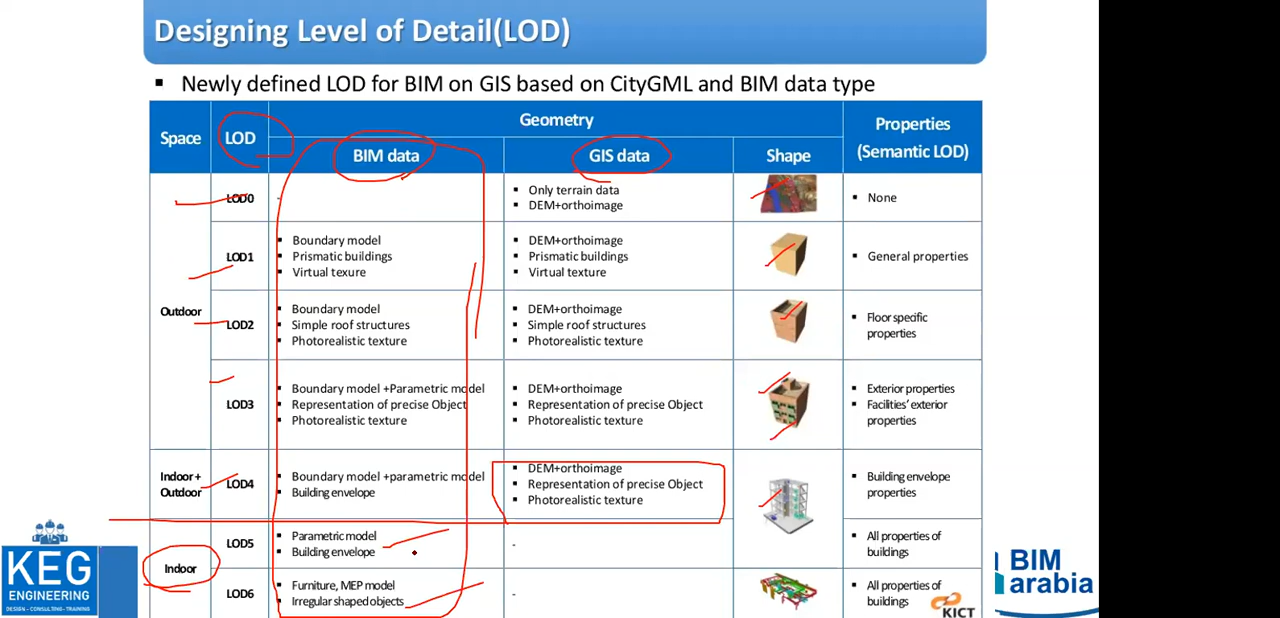 Designing Level of Detail(LOD)
▪ Newly defined LOD for BIM on GIS based on CityGML and BIM data type
Space
LOD
Geometry
Properties
(Semantic LOD)
BIM data
GIS data
Shape
Outdoor
LOD0
-
▪ Only terrain data
▪ DEM+orthoimage
▪ None
LOD1
▪ Boundary model
▪ Prismatic buildings
▪ Virtual texure
▪ DEM+orthoimage
▪ Prismatic buildings
▪ Virtual texture
▪ General properties
LOD2
▪ Boundary model
▪ Simple roof structures
▪ Photorealistic texture
▪ DEM+orthoimage
▪ Simple roof structures
▪ Photorealistic texture
▪ Floor specific
properties
LOD3
▪ Boundary model +Parametric model
▪ Representation of precise Object
▪ Photorealistic texture
▪ DEM+orthoimage
▪ Representation of precise Object
▪ Photorealistic texture
▪ Exterior properties
▪ Facilities' exterior
properties
Indoor +
Outdoor
LOD4
▪ Boundary model +parametric model
▪ Building envelope
▪ DEM+orthoimage
▪ Representation of precise Object
▪ Photorealistic texture
▪ Building envelope
properties
Indoor
LOD5
▪ Parametric model
▪ Building envelope
-
▪ All properties of
buildings
LOD6
▪ Furniture, MEP model
▪ Irregular shaped objects
-
▪ All properties of
buildings
KEG
ENGINEERING
DESIGN - CONSULTING - TRAINING
KICT
BIM
arabia